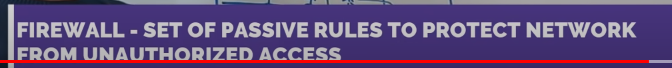 FIREWALL - SET OF PASSIVE RULES TO PROTECT NETWORK
FROM UNAUTHORIZED ACCESS